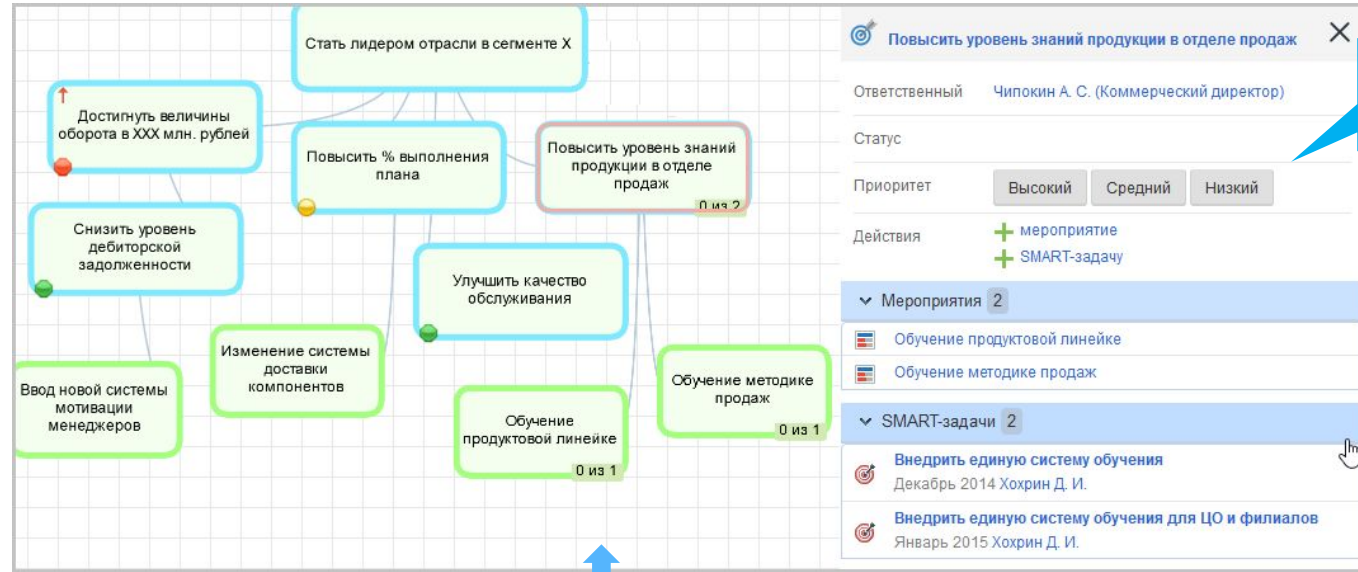 Стать лидером отрасли в сегменте X
Достигнуть величины
оборота в XXX млн. рублей
Повысить % выполнения
плана
Повысить уровень знаний
продукции в отделе
продаж
0 из 2
Снизить уровень
дебиторской
задолженности
Улучшить качество
обслуживания
Ввод новой системы
мотивации
менеджеров
Изменение системы
доставки
компонентов
Обучение
продуктовой линейке
0 из 1
Обучение методике
продаж
0 из 1
Повысить уровень знаний продукции в отделе продаж
Ответственный Чипокин А. С. (Коммерческий директор)
Статус
Приоритет Высокий Средний Низкий
Действия мероприятие
SMART-задачу
Мероприятия 2
Обучение продуктовой линейке
Обучение методике продаж
SMART-задачи 2
Внедрить единую систему обучения
Декабрь 2014 Хохрин Д. И.
Внедрить единую систему обучения для ЦО и филиалов
Январь 2015 Хохрин Д. И.